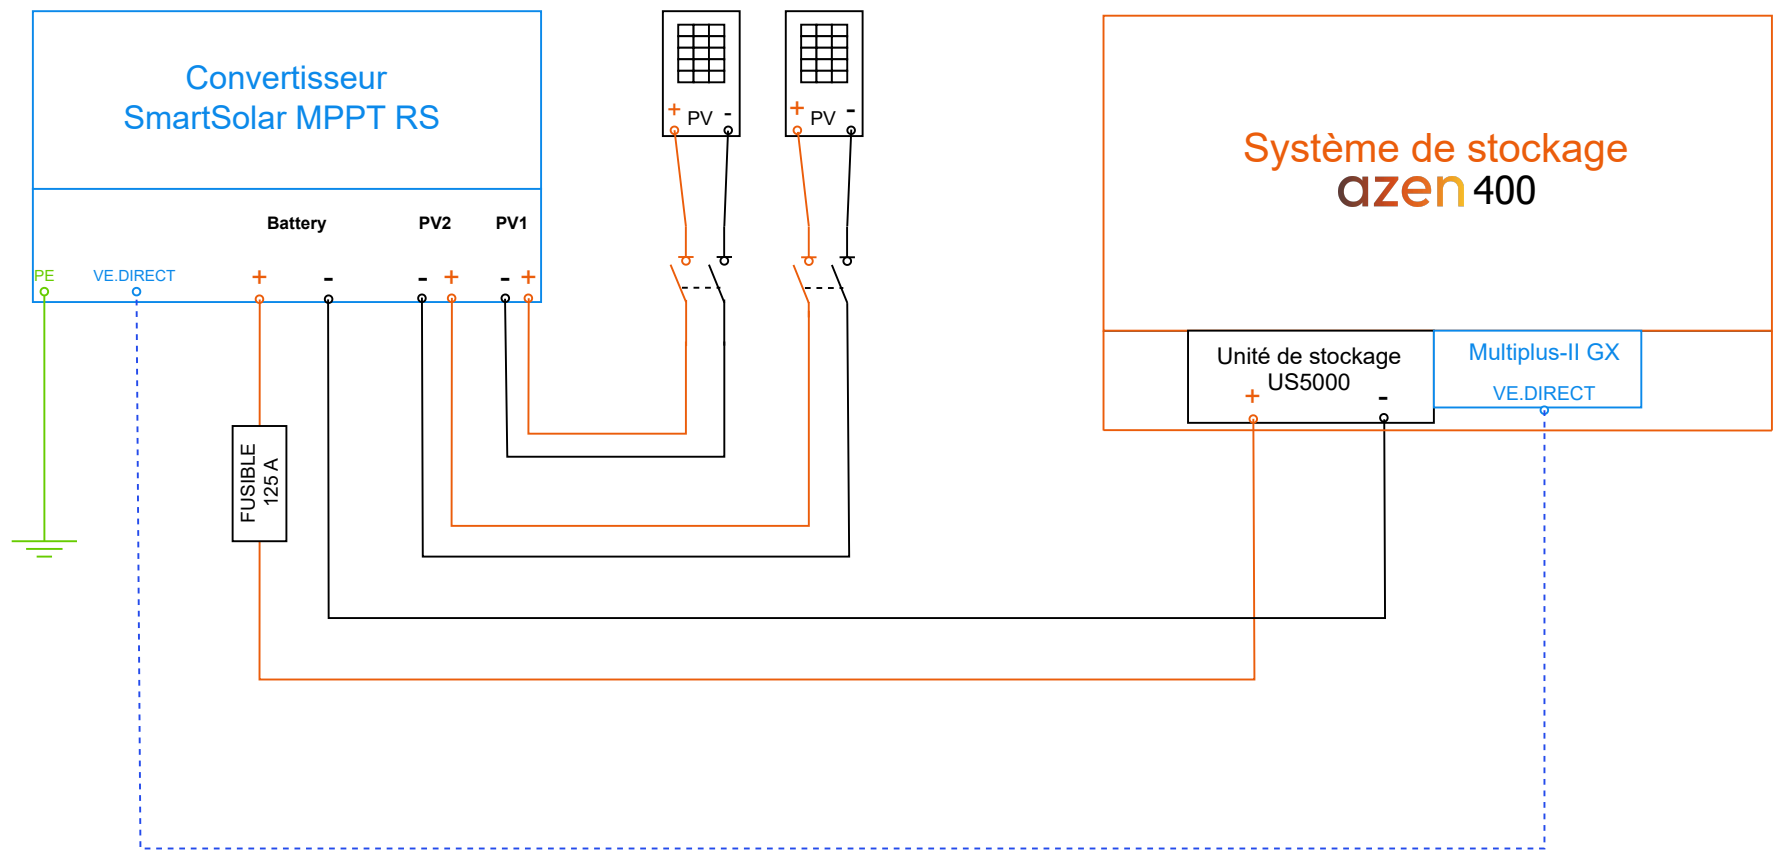 Convertisseur
SmartSolar MPPT RS
Battery
PV2
PV1
PE
VE.DIRECT
+
-
-
+
-
+
+ PV -
+ PV -
FUSIBLE
125 A
Système de stockage
azen 400
Unité de stockage
US5000
+
-
Multiplus-II GX
VE.DIRECT